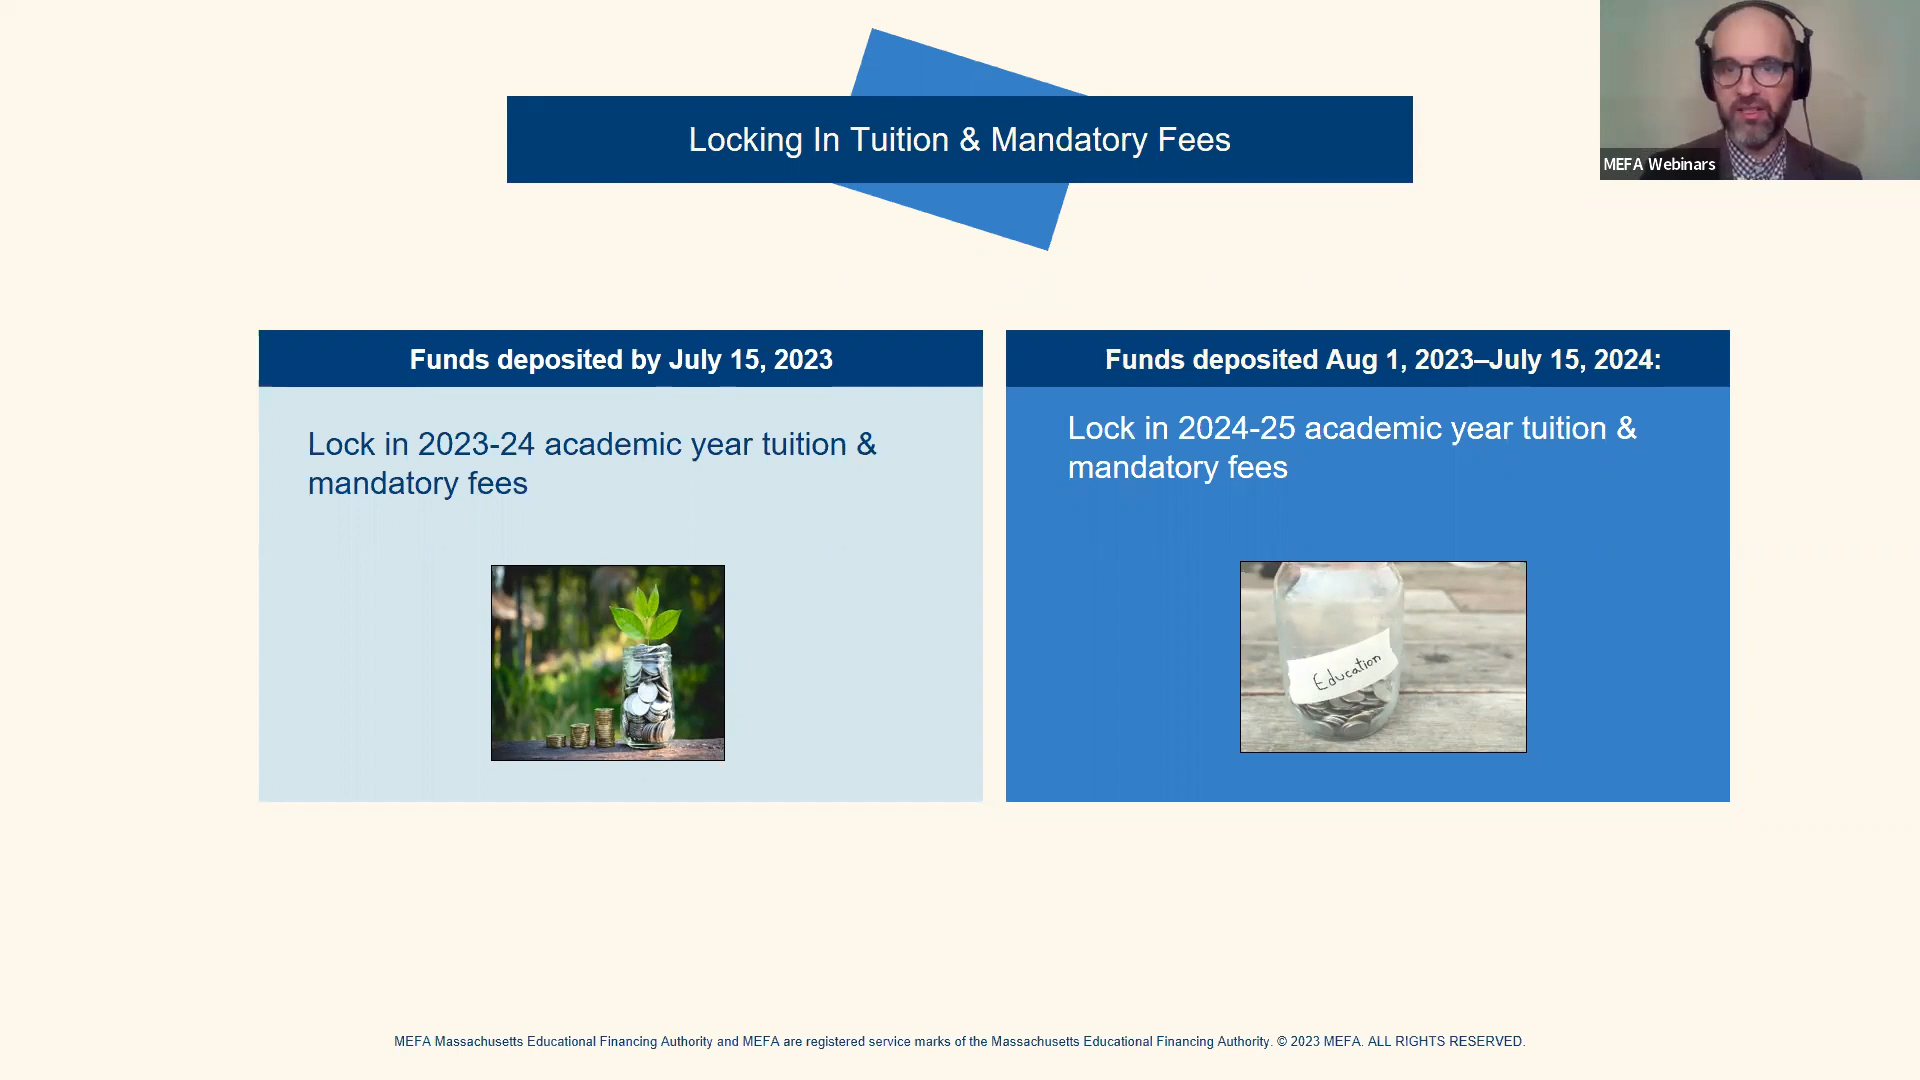 Locking In Tuition & Mandatory Fees
MEFA Webinars
Funds deposited by July 15, 2023
Lock in 2023-24 academic year tuition &
mandatory fees
Funds deposited Aug 1, 2023–July 15, 2024:
Lock in 2024-25 academic year tuition &
mandatory fees
Education
MEFA Massachusetts Educational Financing Authority and MEFA are registered service marks of the Massachusetts Educational Financing Authority. © 2023 MEFA. ALL RIGHTS RESERVED.